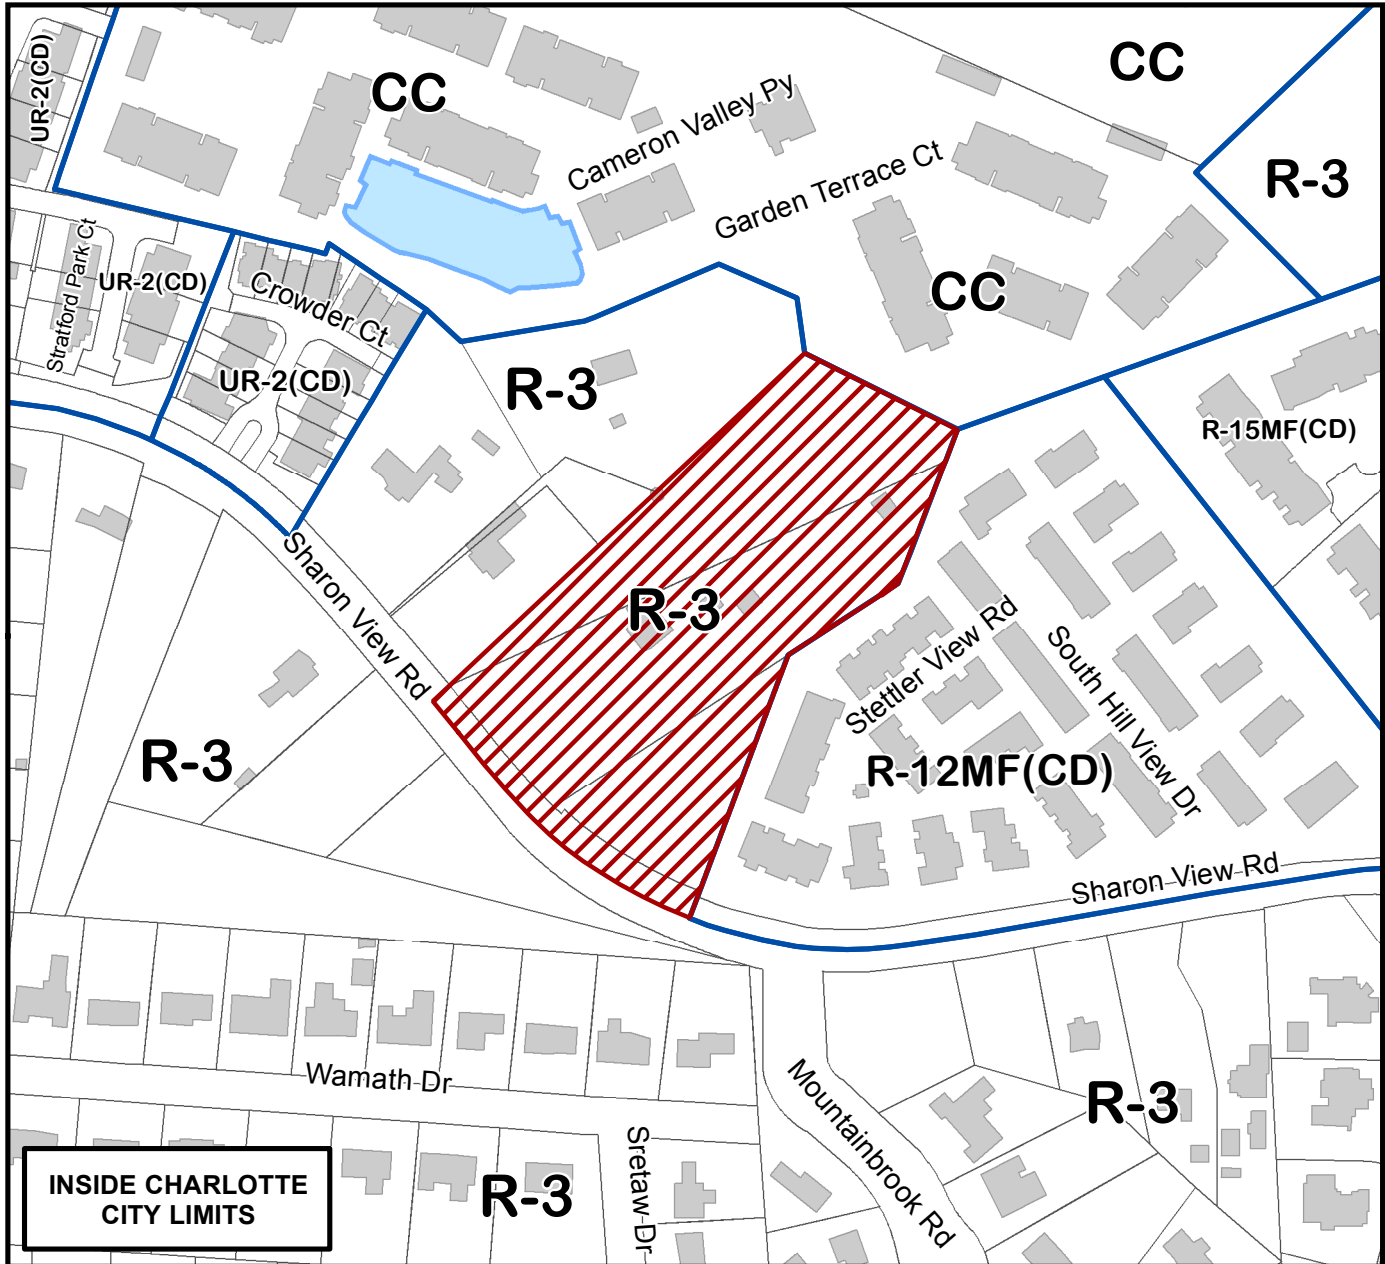 UR-2(CD)
CC
CC
Cameron Valley Py
R-3
Garden Terrace Ct
Stratford Park Ct
UR-2(CD)
Crowder Ct
CC
UR-2(CD)
R-3
R-15MF(CD)
Sharon View Rd
R-3
Stettler View Rd
South Hill View Dr
R-3
R-12MF(CD)
Sharon View Rd
Wamath Dr
Mountainbrook Rd
R-3
Sretaw Dr
R-3
INSIDE CHARLOTTE
CITY LIMITS